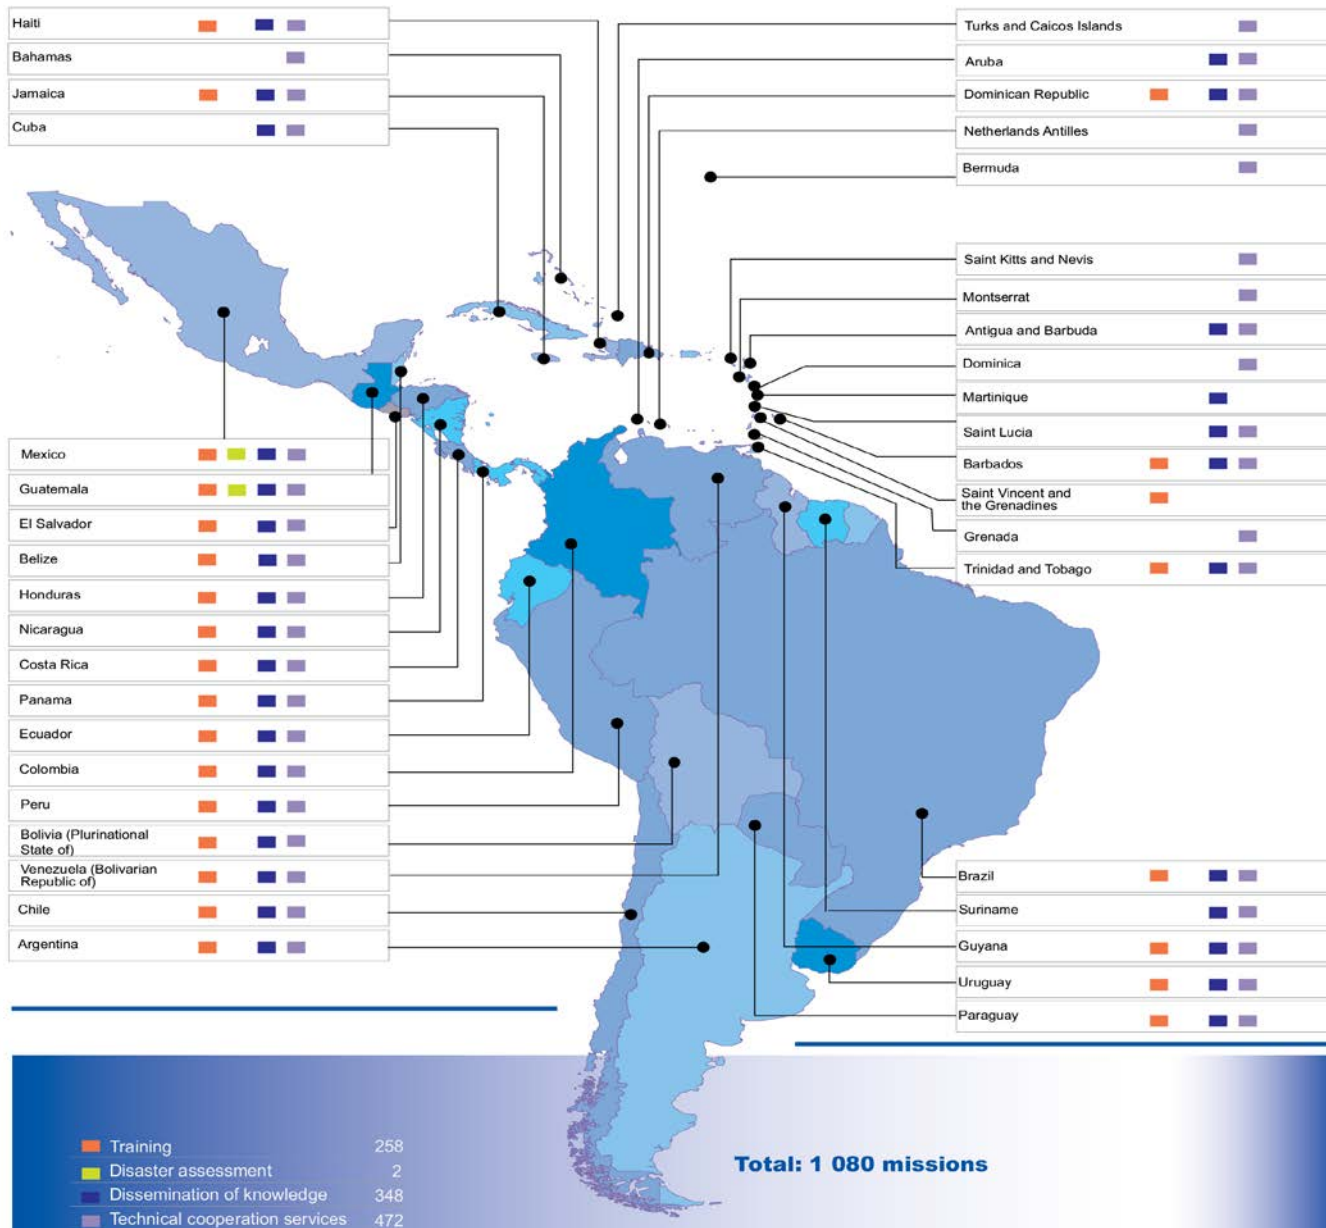 Haiti
Bahamas
Jamaica
Cuba
Turks and Caicos Islands
Aruba
Dominican Republic
Netherlands Antilles
Bermuda
Saint Kitts and Nevis
Montserrat
Antigua and Barbuda
Dominica
Martinique
Saint Lucia
Barbados
Saint Vincent and
the Grenadines
Grenada
Trinidad and Tobago
Mexico
Guatemala
El Salvador
Belize
Honduras
Nicaragua
Costa Rica
Panama
Ecuador
Colombia
Peru
Bolivia (Plurinational
State of)
Venezuela (Bolivarian
Republic of)
Chile
Argentina
Brazil
Suriname
Guyana
Uruguay
Paraguay
Training 258
Disaster assessment 2
Dissemination of knowledge 348
Technical cooperation services 472
Total: 1 080 missions